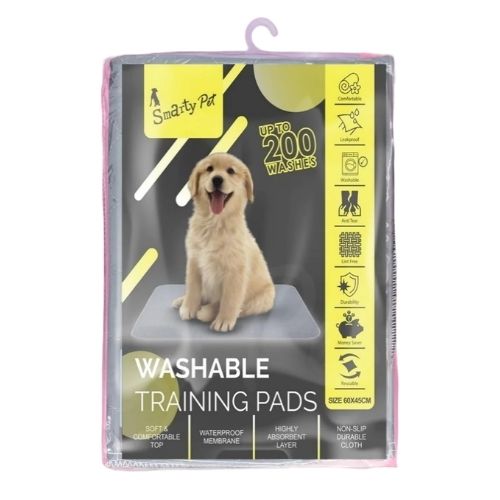 Smarty Pet
UP TO
200
WASHES
Comfortable
Leakproof
Washable
Anti Tear
Lint Free
Durability
Money Saver
Reusable
SIZE 60X45CM
WASHABLE
TRAINING PADS
SOFT &
COMFORTABLE
TOP
WATERPROOF
MEMBRANE
HIGHLY
ABSORBENT
LAYER
NON-SLIP
DURABLE
CLOTH